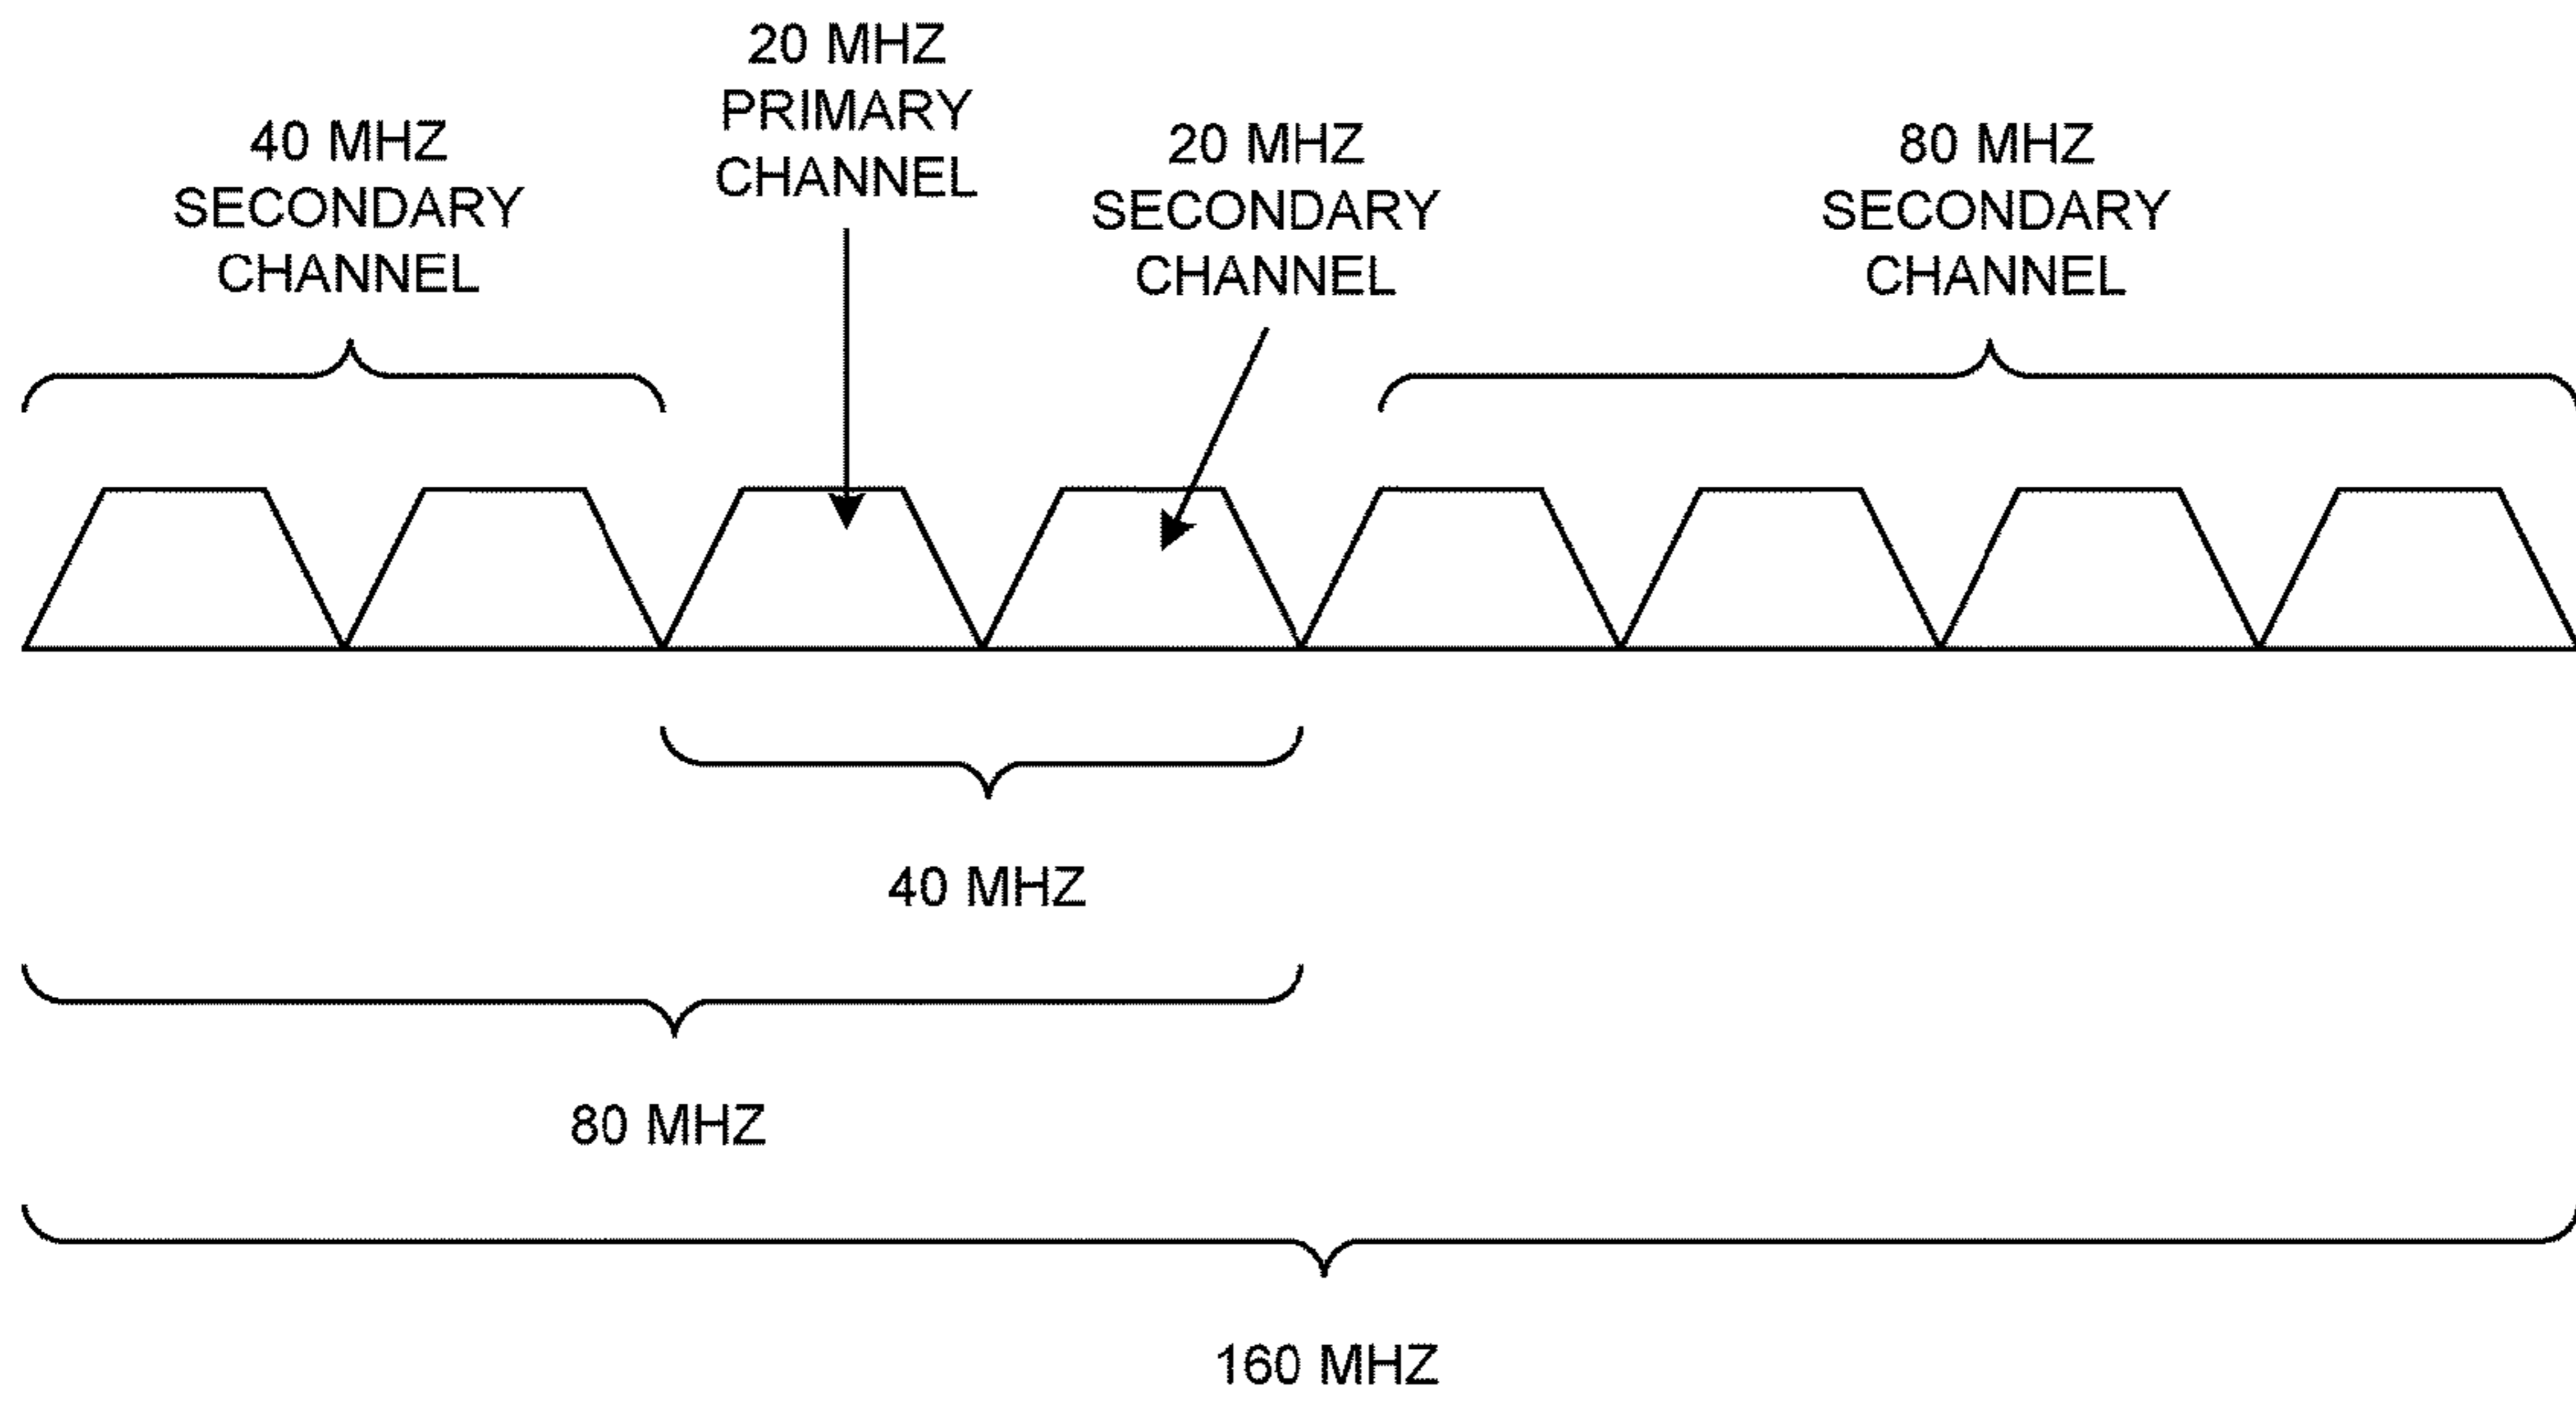 40 MHZ
SECONDARY
CHANNEL
20 MHZ
PRIMARY
CHANNEL
20 MHZ
SECONDARY
CHANNEL
80 MHZ
SECONDARY
CHANNEL
40 MHZ
80 MHZ
160 MHZ